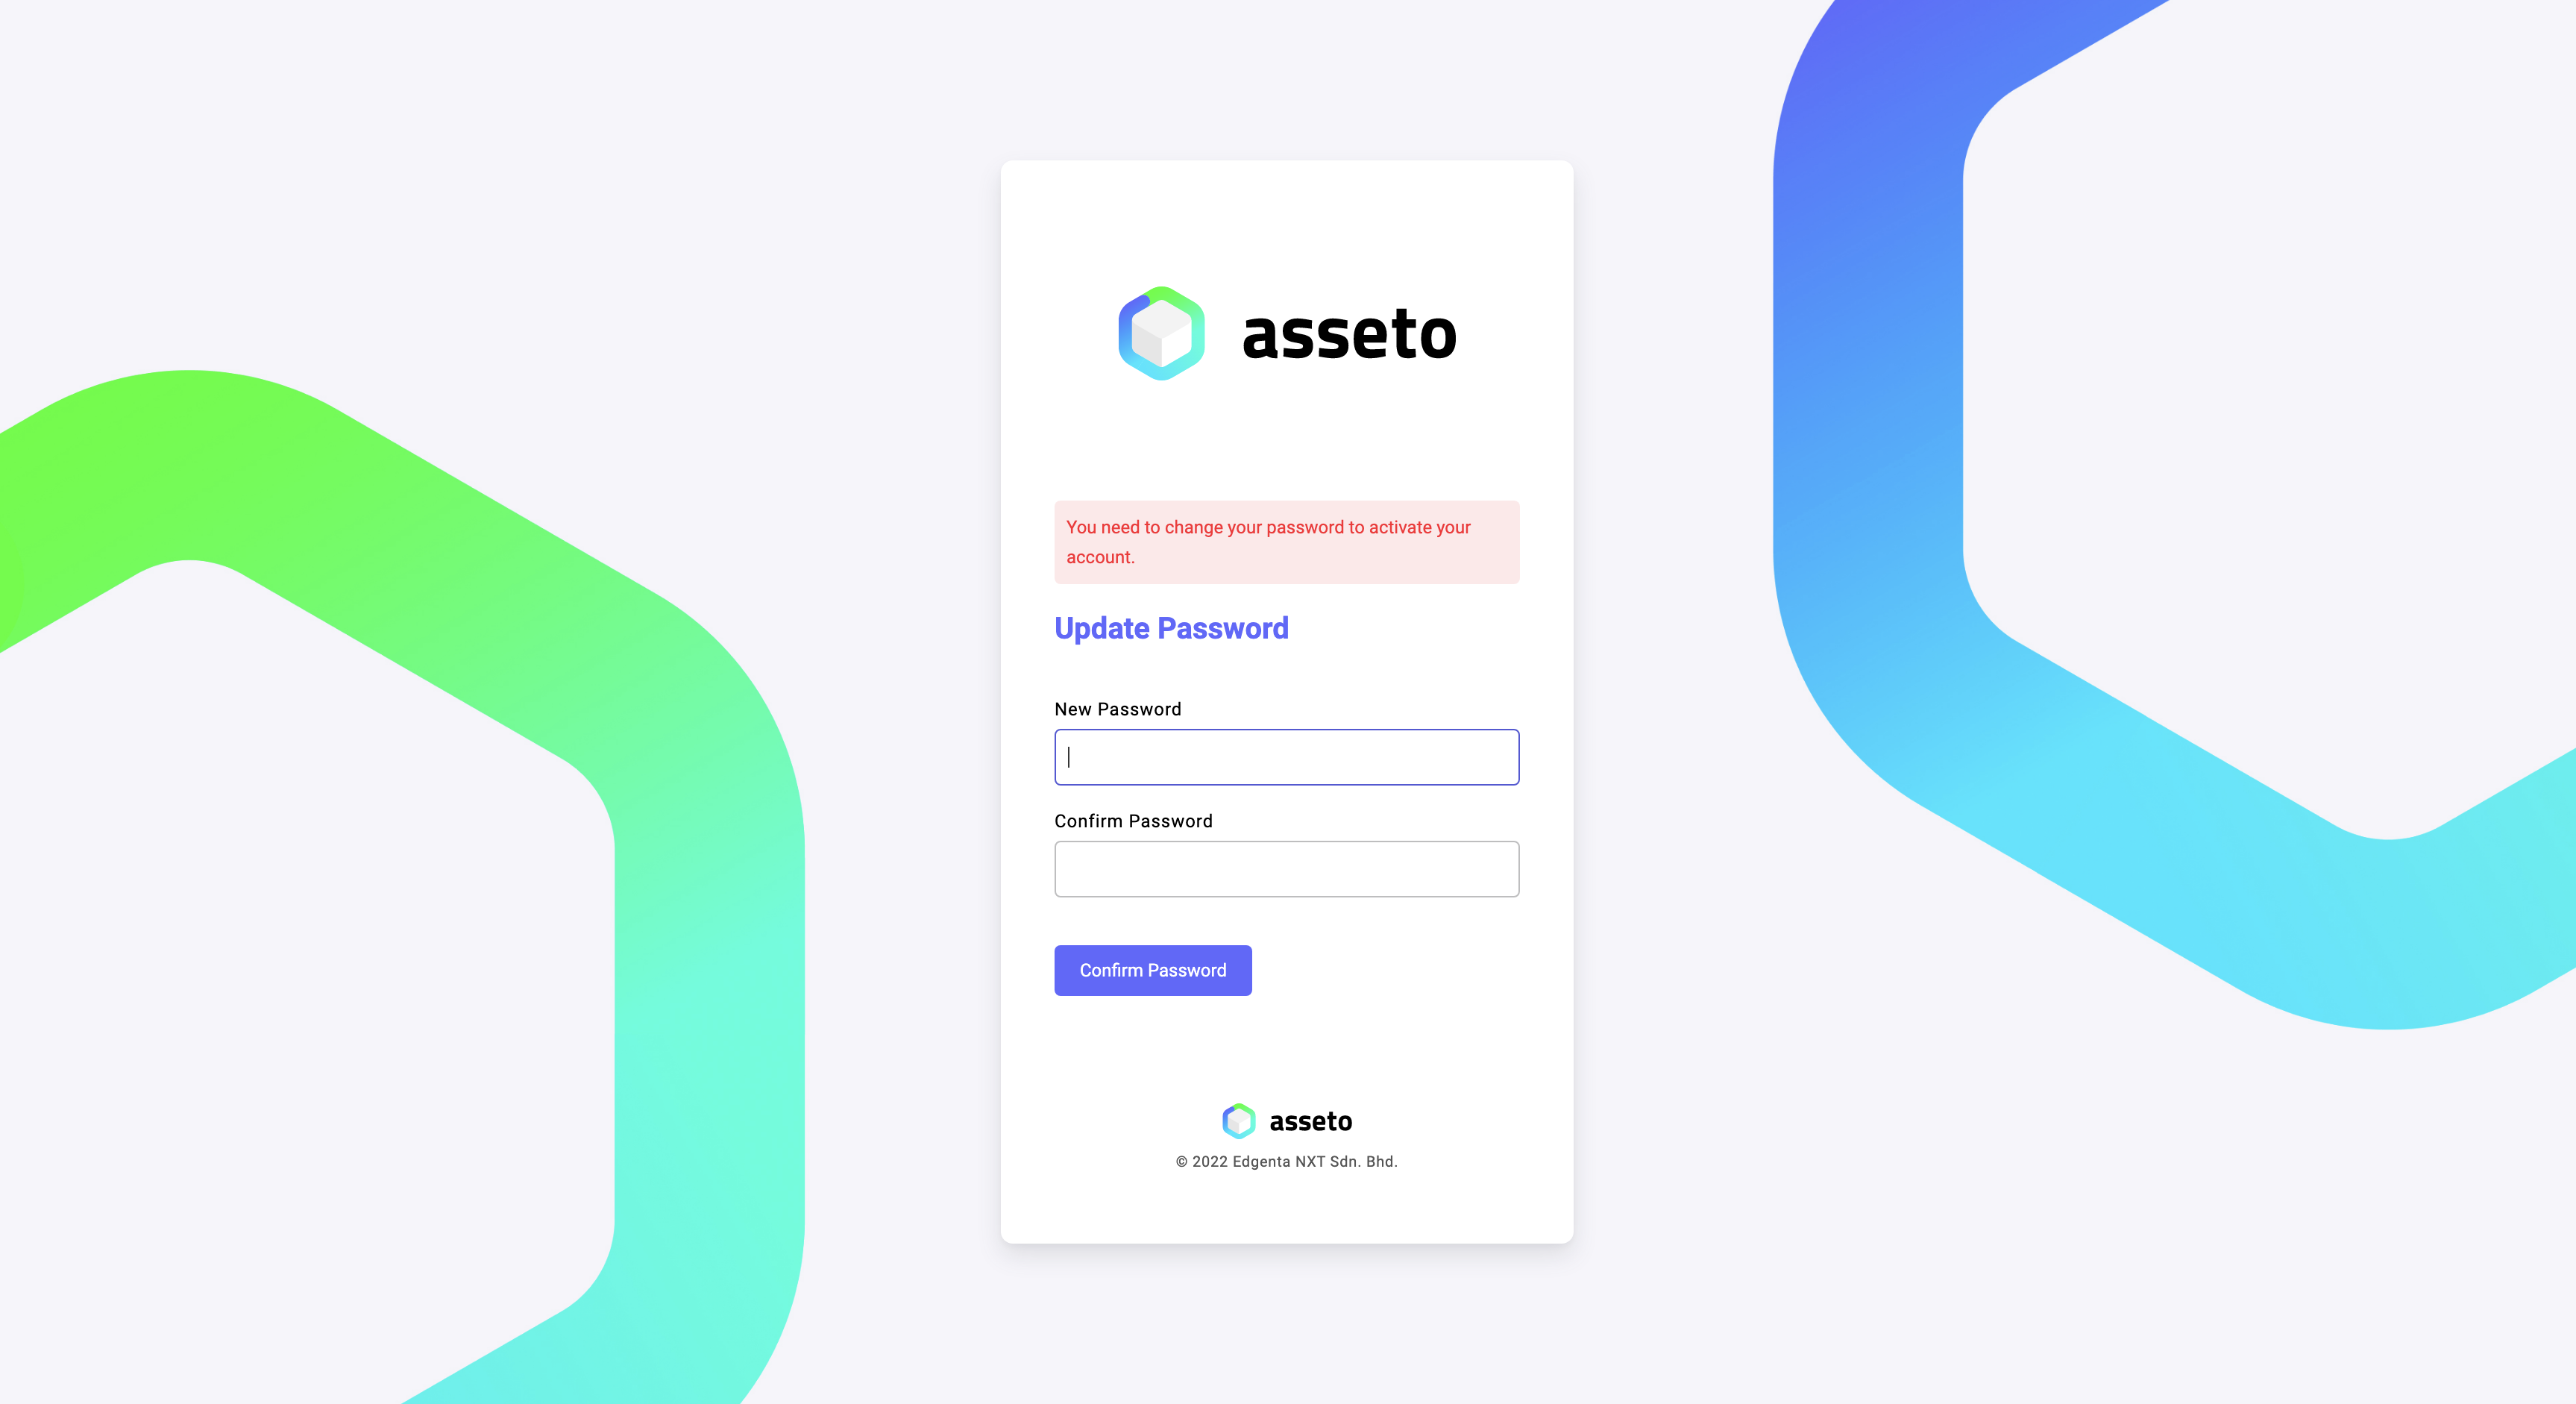 asseto
You need to change your password to activate your
account.
Update Password
New Password
Confirm Password
Confirm Password
asseto
© 2022 Edgenta NXT Sdn. Bhd.